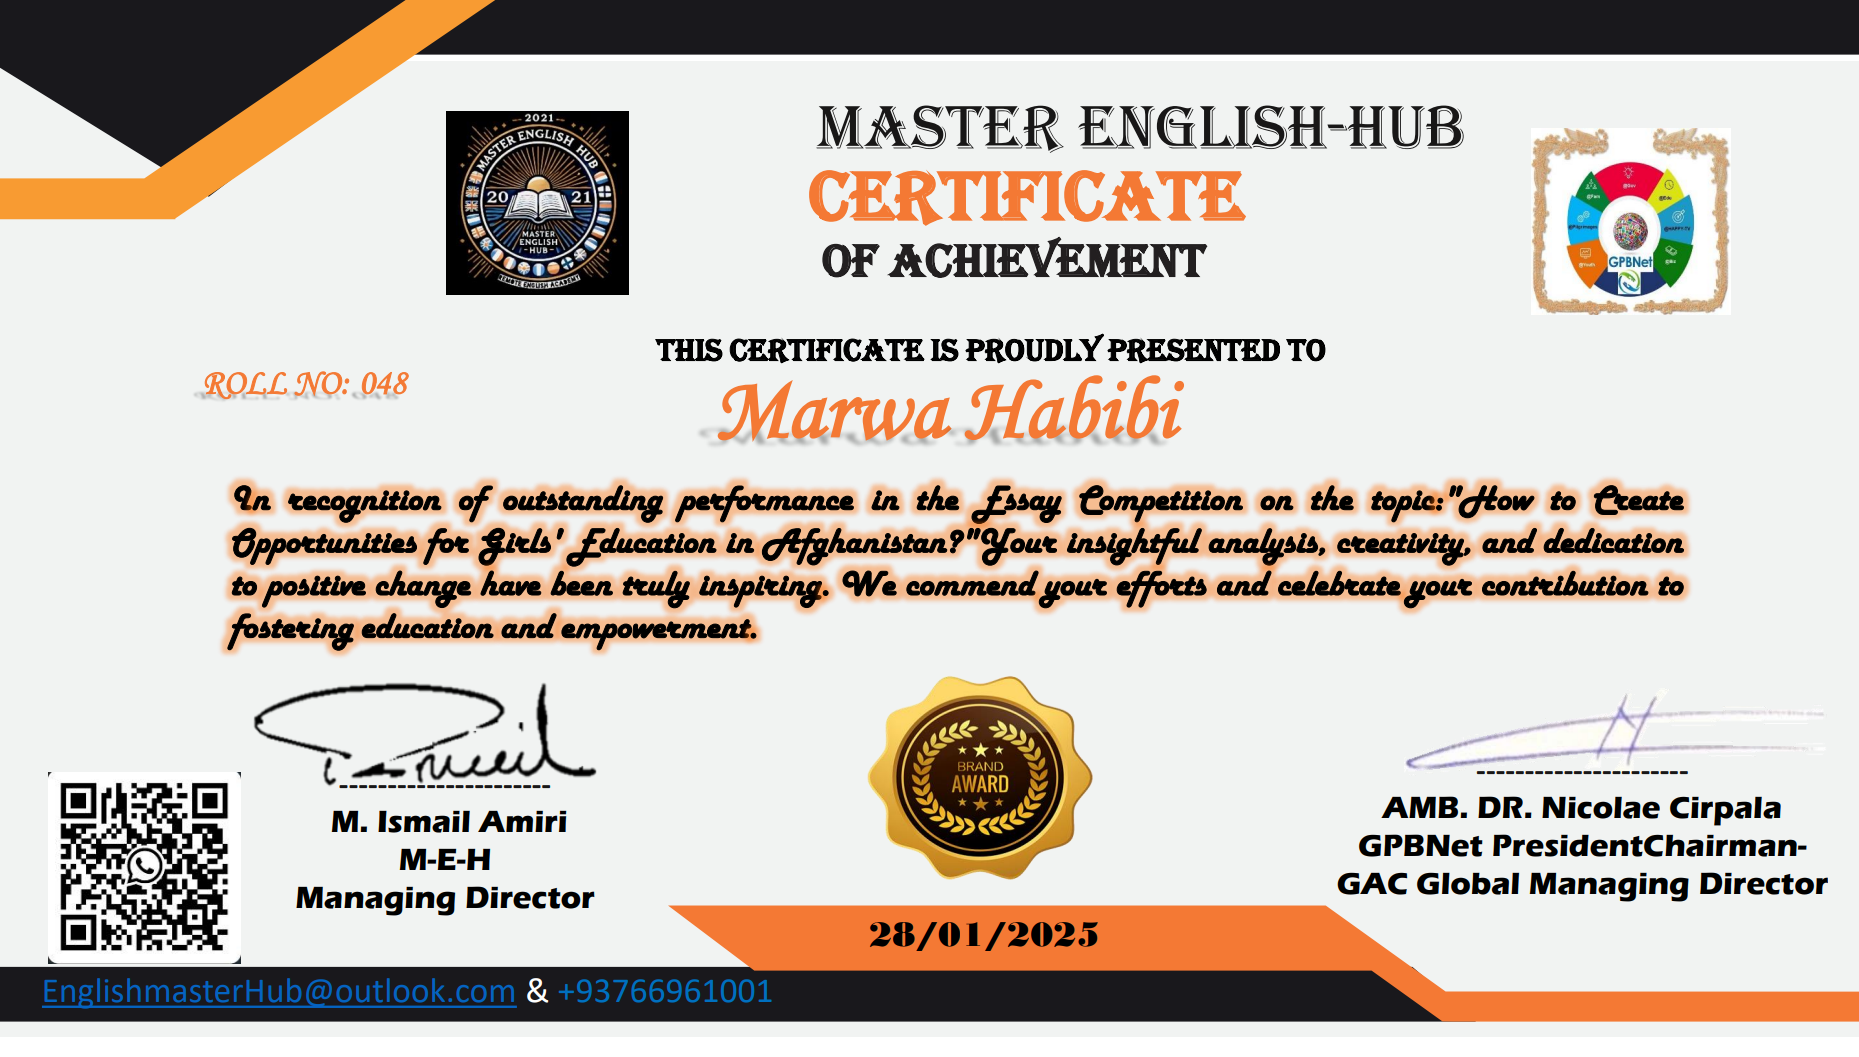 2021
MASTER ENGLISH HUB
20 21
MASTER
ENGLISH
-HUB-
REMOTE ENGLISH ACADEMY
MASTER ENGLISH-HUB
CERTIFICATE
OF ACHIEVEMENT
GPBNet
THIS CERTIFICATE IS PROUDLY PRESENTED TO
ROLL NO: 048
Marwa Habibi
In recognition of outstanding performance in the Essay Competition on the topic:"How to Create
Opportunities for Girls' Education in Afghanistan?"Your insightful analysis, creativity, and dedication
to positive change have been truly inspiring. We commend your efforts and celebrate your contribution to
fostering education and empowerment.
BRAND
AWARD
M. Ismail Amiri
M-E-H
Managing Director
AMB. DR. Nicolae Cirpala
GPBNet PresidentChairman-
GAC Global Managing Director
28/01/2025
EnglishmasterHub@outlook.com & +93766961001